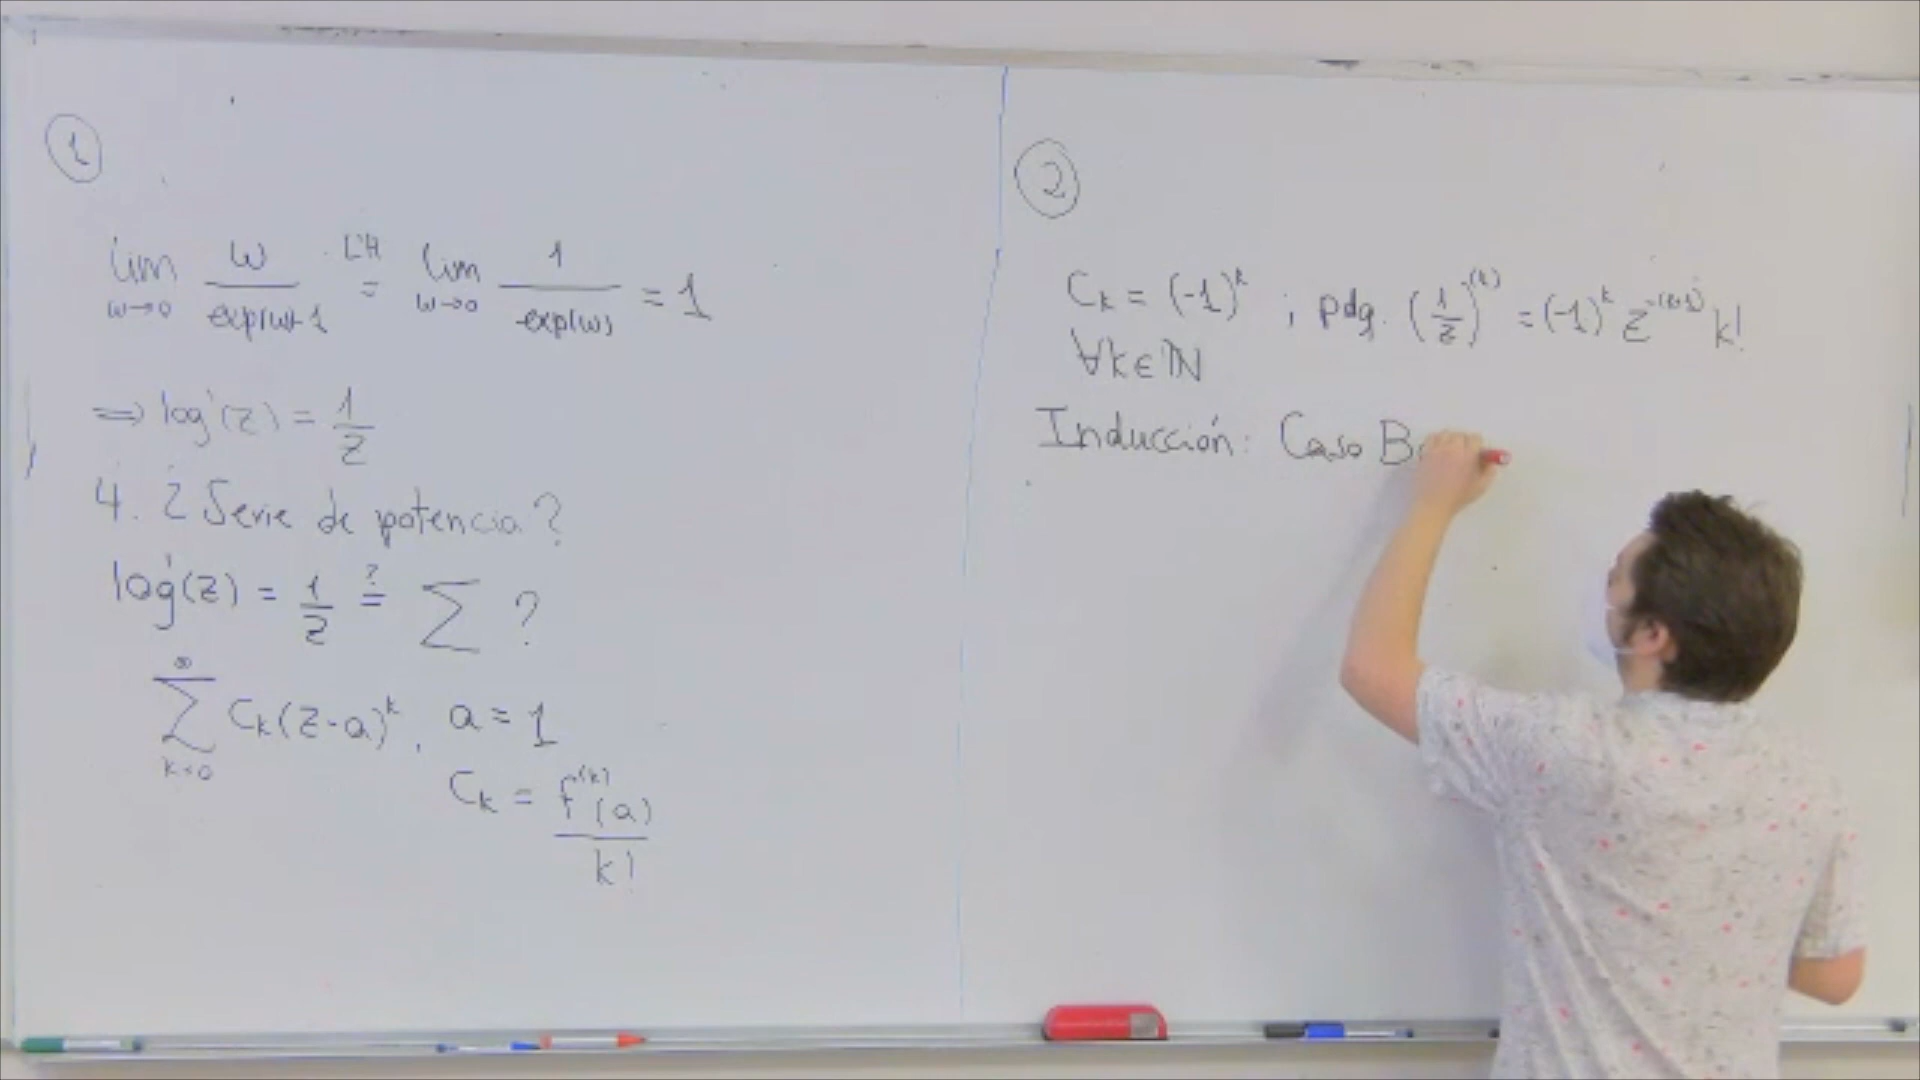 1
lim w→0 w/(exp(w)-1) L'H = lim w→0 1/exp(w) = 1
⟹ log'(z) = 1/z
4. ¿Serie de potencia?
log'(z) = 1/z ?= ∑ ?
∑_{k=0}^{∞} C_k(z-a)^k, a = 1
C_k = f^{(k)}(a)/k!
2
C_k = (-1)^k ; pdq. (1/z)^{(k)} = (-1)^k z^{-(k+1)} k!
∀k∈ℕ
Inducción: Caso B